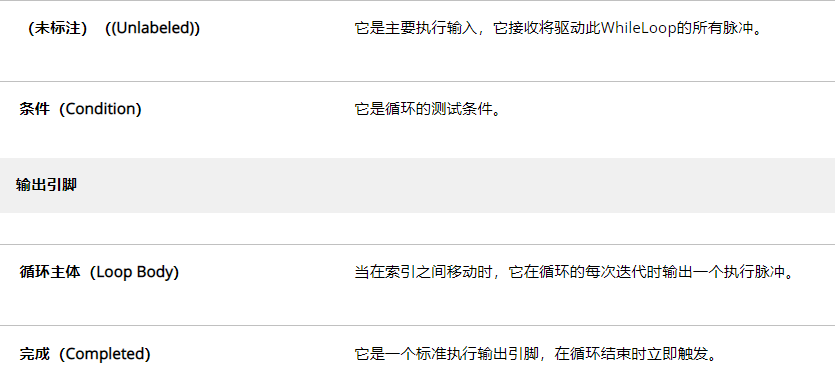 （未标注）（(Unlabeled)） 它是主要执行输入，它接收将驱动此WhileLoop的所有脉冲。
条件（Condition） 它是循环的测试条件。
输出引脚
循环主体（Loop Body） 当在索引之间移动时，它在循环的每次迭代时输出一个执行脉冲。
完成（Completed） 它是一个标准执行输出引脚，在循环结束时立即触发。